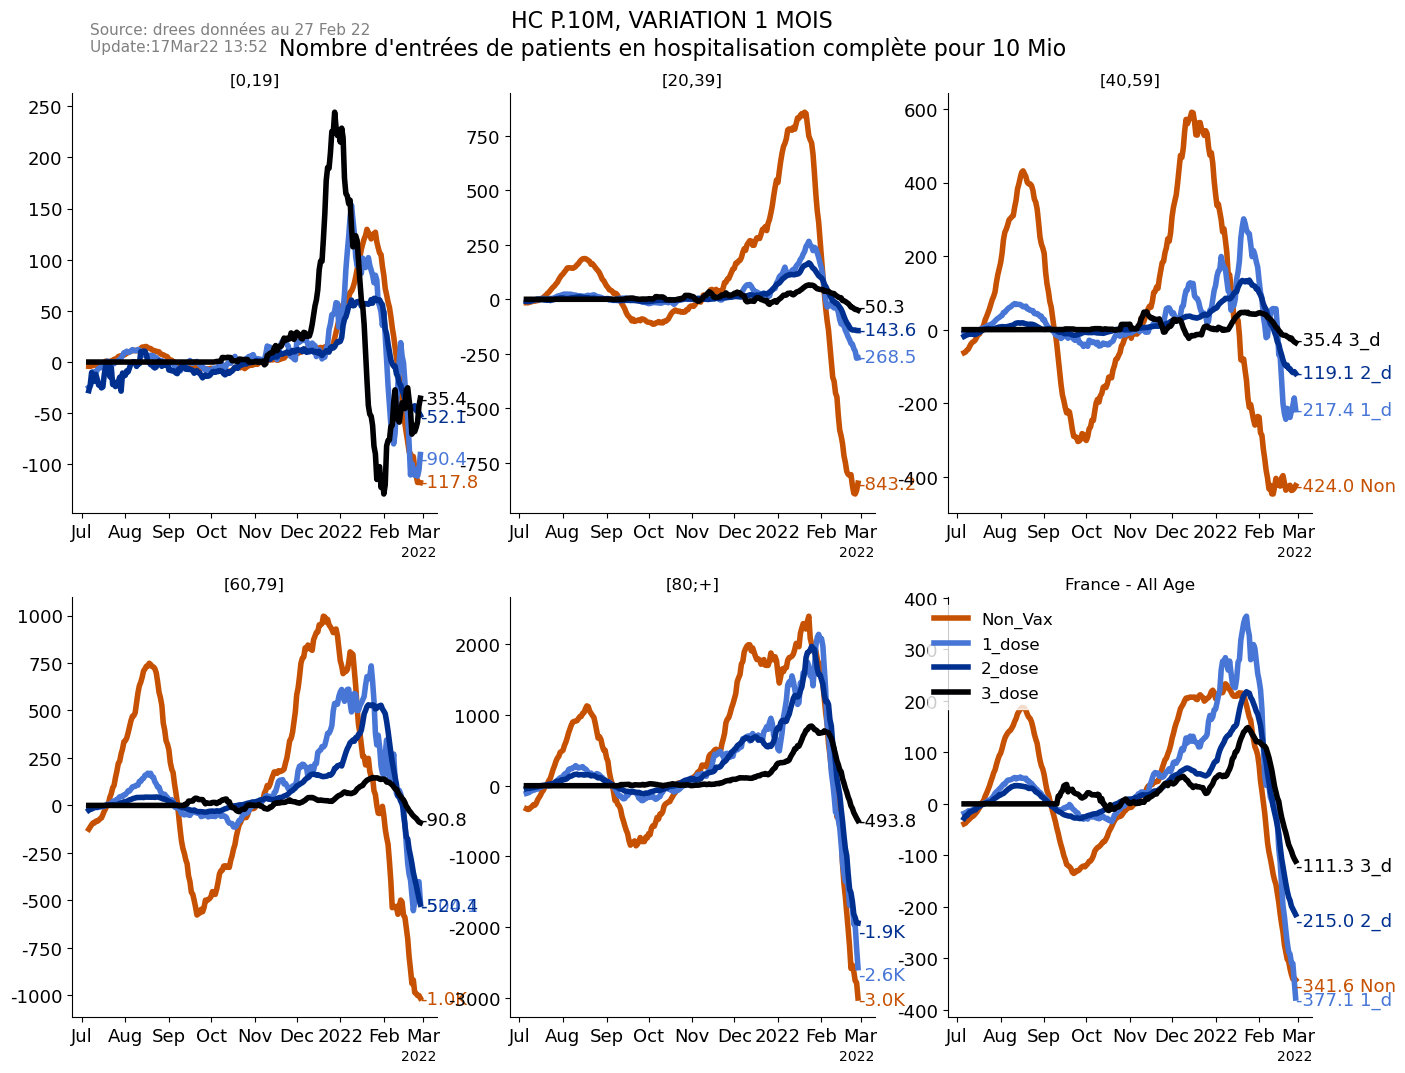 HC P.10M, VARIATION 1 MOIS
Source: drees données au 27 Feb 22
Update:17Mar22 13:52
Nombre d'entrées de patients en hospitalisation complète pour 10 Mio
[0,19]
250
200
150
100
50
0
-50
-100
-35.4
-52.1
-90.4
-117.8
Jul Aug Sep Oct Nov Dec 2022 Feb Mar
2022
[20,39]
750
500
250
0
-250
-500
-750
-50.3
-143.6
-268.5
-843.2
Jul Aug Sep Oct Nov Dec 2022 Feb Mar
2022
[40,59]
600
400
200
0
-200
-400
-35.4 3_d
-119.1 2_d
-217.4 1_d
-424.0 Non
Jul Aug Sep Oct Nov Dec 2022 Feb Mar
2022
[60,79]
1000
750
500
250
0
-250
-500
-750
-1000
-90.8
-1.0K
Jul Aug Sep Oct Nov Dec 2022 Feb Mar
2022
[80;+]
2000
1000
0
-1000
-2000
-3000
-493.8
-1.9K
-2.6K
-3.0K
Jul Aug Sep Oct Nov Dec 2022 Feb Mar
2022
France - All Age
400
300
200
100
0
-100
-200
-300
-400
Non_Vax
1_dose
2_dose
3_dose
-111.3 3_d
-215.0 2_d
-341.6 Non
-377.1 1_d
Jul Aug Sep Oct Nov Dec 2022 Feb Mar
2022